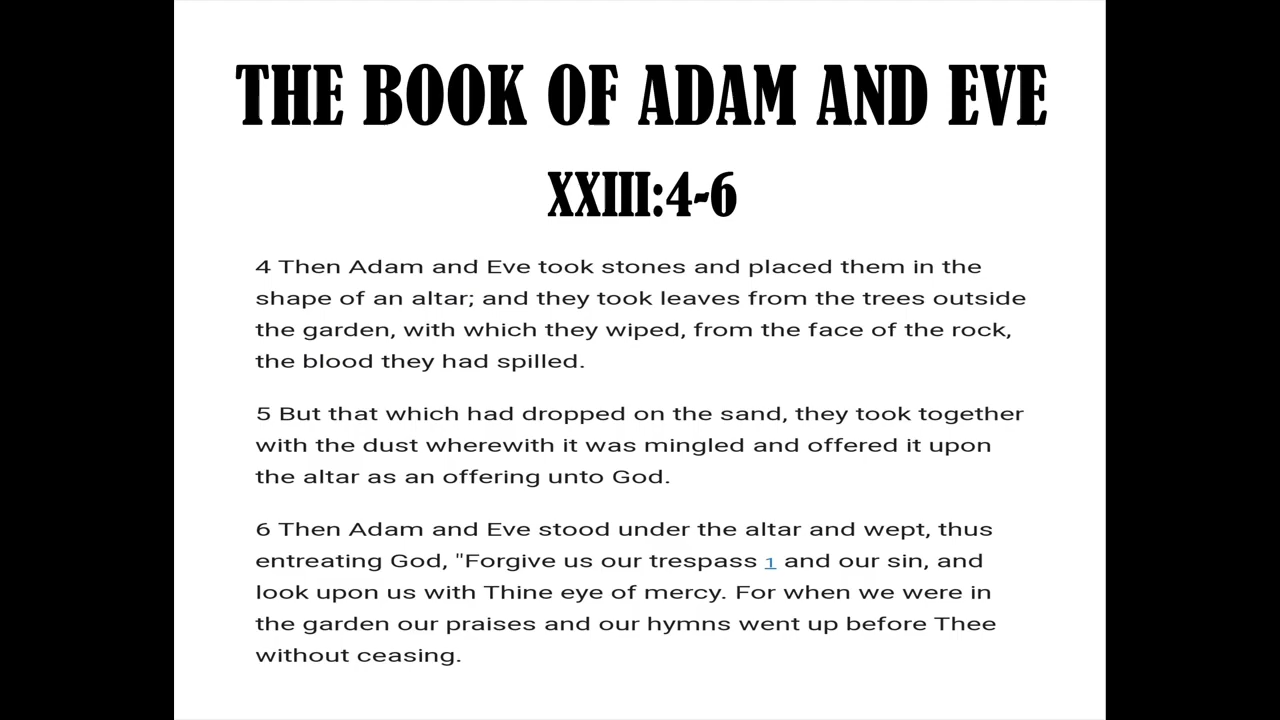 THE BOOK OF ADAM AND EVE
XXIII:4-6
4 Then Adam and Eve took stones and placed them in the
shape of an altar; and they took leaves from the trees outside
the garden, with which they wiped, from the face of the rock,
the blood they had spilled.
5 But that which had dropped on the sand, they took together
with the dust wherewith it was mingled and offered it upon
the altar as an offering unto God.
6 Then Adam and Eve stood under the altar and wept, thus
entreating God, "Forgive us our trespass 1 and our sin, and
look upon us with Thine eye of mercy. For when we were in
the garden our praises and our hymns went up before Thee
without ceasing.